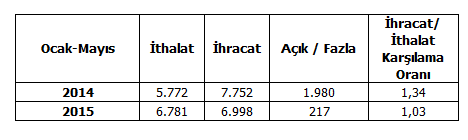 Ocak-Mayıs İthalat İhracat Açık / Fazla İhracat/
İthalat
Karşılama
Oranı
2014 5.772 7.752 1.980 1,34
2015 6.781 6.998 217 1,03